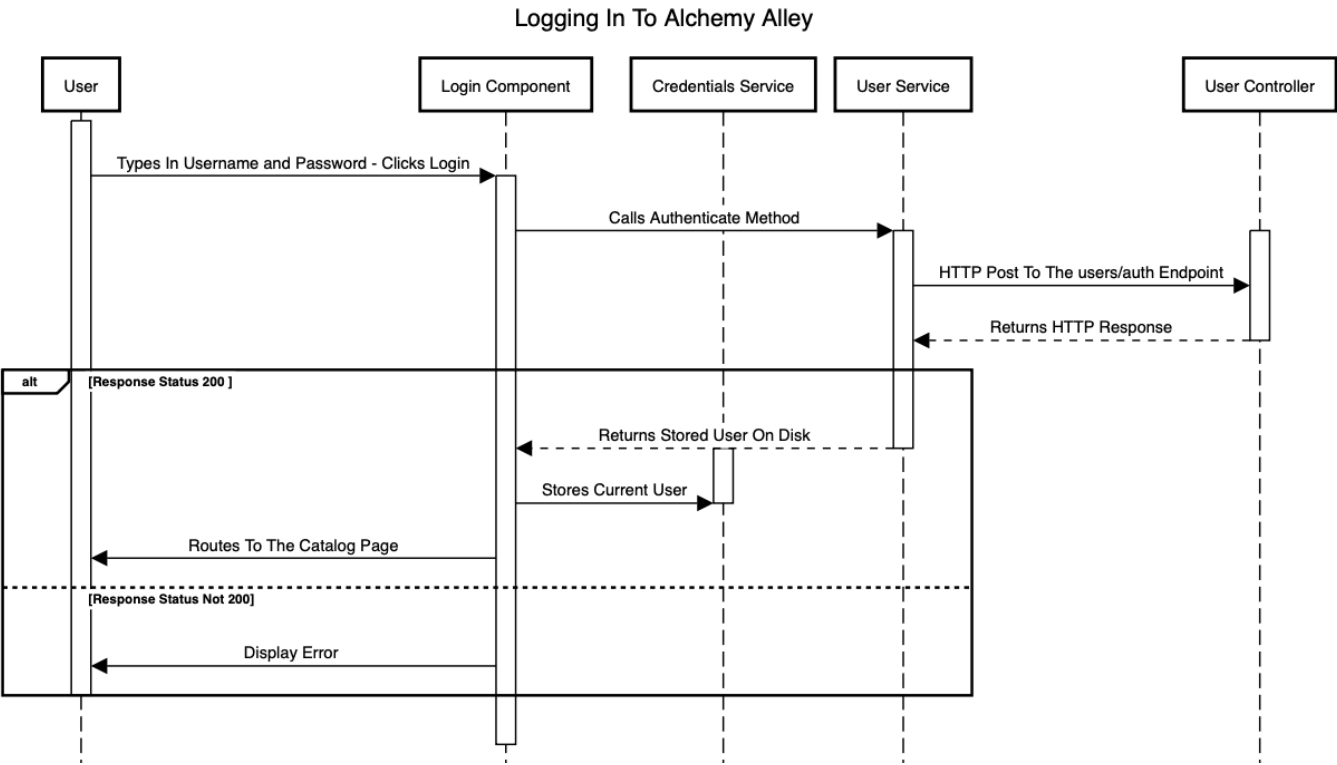 Logging In To Alchemy Alley
User
Login Component
Credentials Service
User Service
User Controller
Types In Username and Password - Clicks Login
Calls Authenticate Method
HTTP Post To The users/auth Endpoint
Returns HTTP Response
alt
[Response Status 200 ]
Returns Stored User On Disk
Stores Current User
Routes To The Catalog Page
[Response Status Not 200]
Display Error